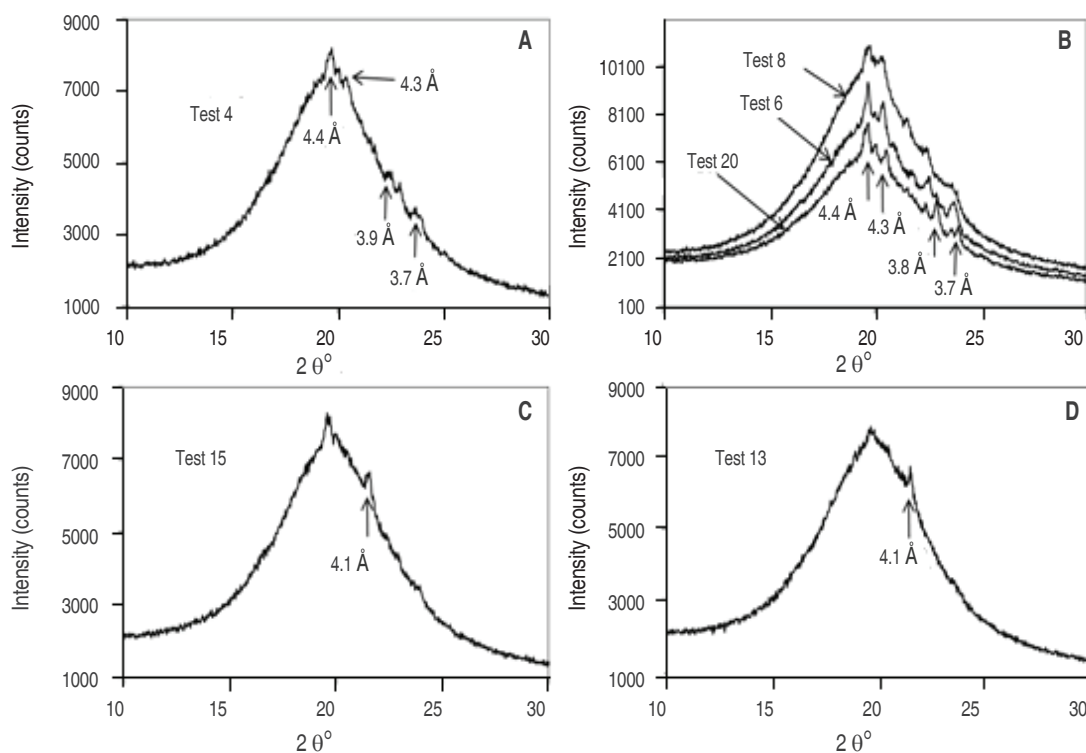 A
9000
7000
5000
3000
1000
Intensity (counts)
Test 4
4.3 Å
4.4 Å
3.9 Å
3.7 Å
10 15 20 25 30
2 θ°
B
10100
8100
6100
4100
2100
100
Intensity (counts)
Test 8
Test 6
Test 20
4.4 Å
4.3 Å
3.8 Å
3.7 Å
10 15 20 25 30
2 θ°
C
9000
7000
5000
3000
1000
Intensity (counts)
Test 15
4.1 Å
10 15 20 25 30
2 θ°
D
9000
7000
5000
3000
1000
Intensity (counts)
Test 13
4.1 Å
10 15 20 25 30
2 θ°